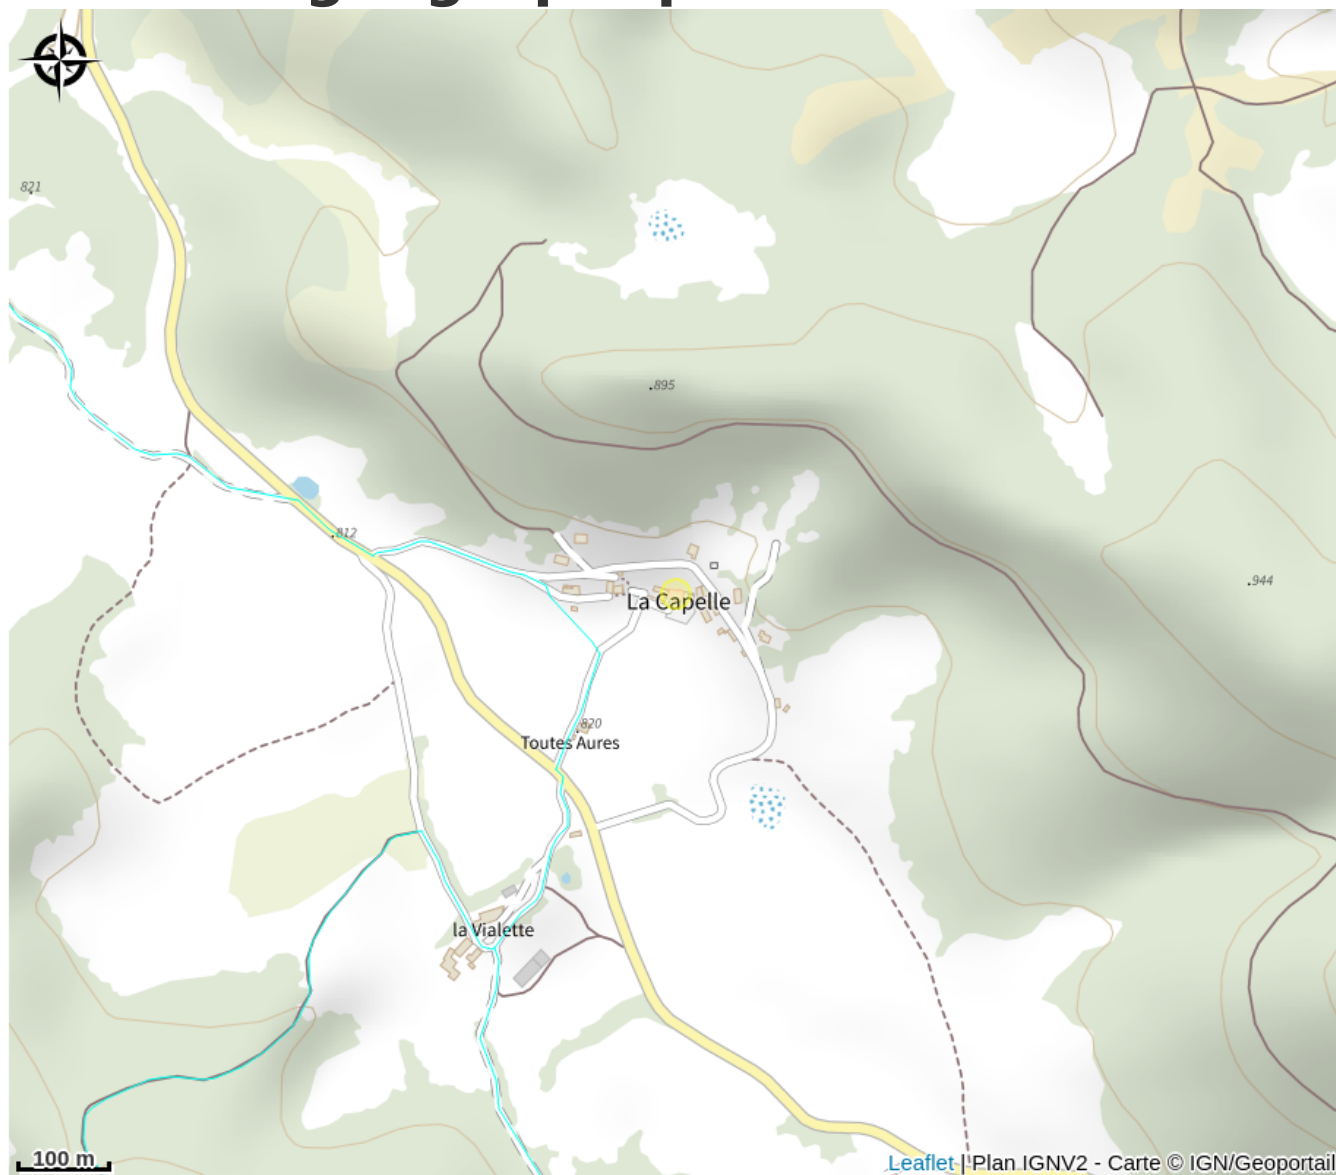 821
895
812
944
La Capelle
820
Toutes Aures
la Vialette
100 m
Leaflet | Plan IGNV2 - Carte © IGN/Geoportail